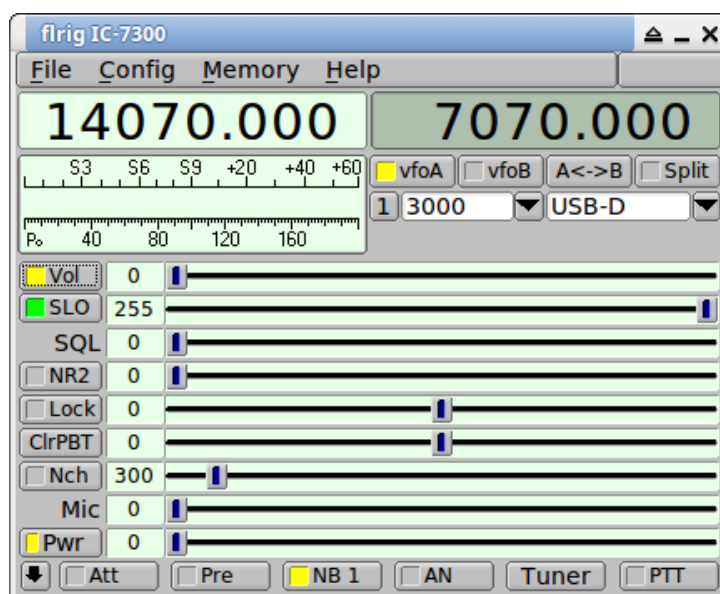 flrig IC-7300
File Config Memory Help
14070.000 7070.000
S3 S6 S9 +20 +40 +60
vfoA vfoB A<->B Split
1 3000 USB-D
Po 40 80 120 160
Vol 0
SLO 255
SQL 0
NR2 0
Lock 0
ClrPBT 0
Nch 300
Mic 0
Pwr 0
Att Pre NB 1 AN Tuner PTT